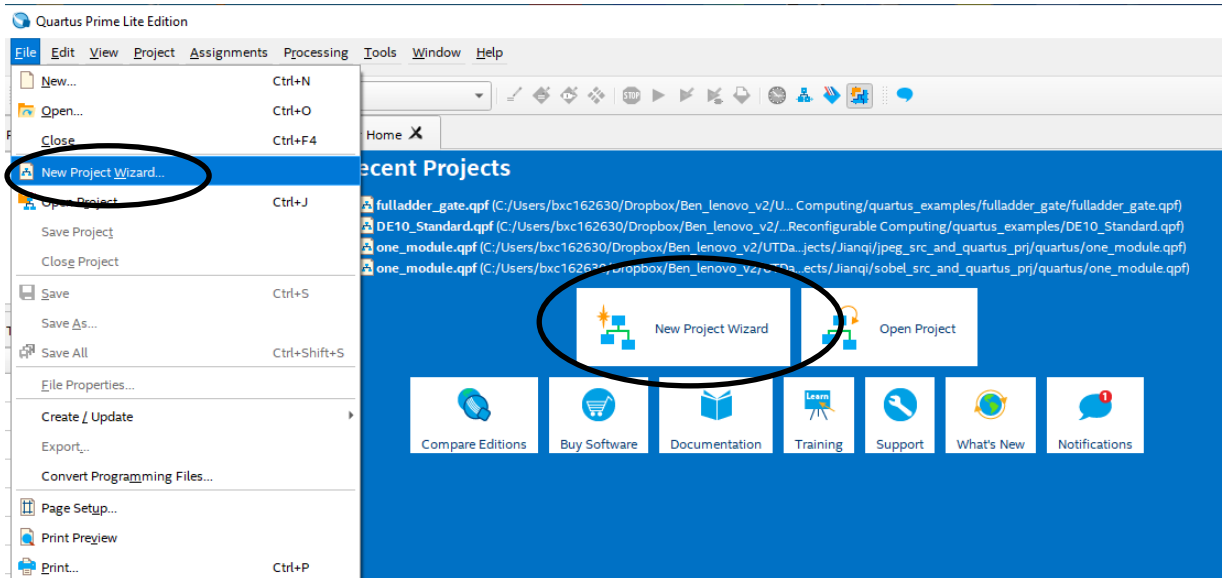 Quartus Prime Lite Edition
File Edit View Project Assignments Processing Tools Window Help
New... Ctrl+N
Open... Ctrl+O
Close Ctrl+F4
New Project Wizard...
Open Project... Ctrl+J
Save Project
Close Project
Save Ctrl+S
Save As...
Save All Ctrl+Shift+S
File Properties...
Create / Update
Export...
Convert Programming Files...
Page Setup...
Print Preview
Print... Ctrl+P
STOP
Home
ecent Projects
fulladder_gate.qpf (C:/Users/bxc162630/Dropbox/Ben_lenovo_v2/U... Computing/quartus_examples/fulladder_gate/fulladder_gate.qpf)
DE10_Standard.qpf (C:/Users/bxc162630/Dropbox/Ben_lenovo_v2/...Reconfigurable Computing/quartus_examples/DE10_Standard.qpf)
one_module.qpf (C:/Users/bxc162630/Dropbox/Ben_lenovo_v2/UTDa...jects/Jianqi/jpeg_src_and_quartus_prj/quartus/one_module.qpf)
one_module.qpf (C:/Users/bxc162630/Dropbox/Ben_lenovo_v2/UTDa...ects/Jianqi/sobel_src_and_quartus_prj/quartus/one_module.qpf)
New Project Wizard
Open Project
Learn
1
Compare Editions
Buy Software
Documentation
Training
Support
What's New
Notifications